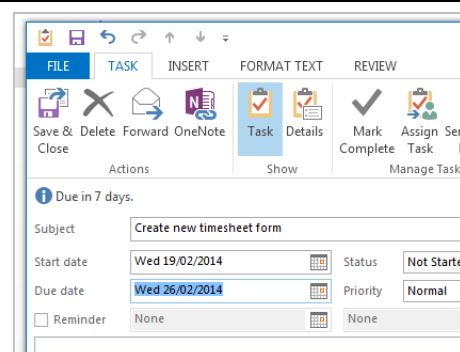 FILE TASK INSERT FORMAT TEXT REVIEW
Save & Close Delete Forward OneNote Task Details Mark Complete Assign Task
Actions Show Manage Task
Due in 7 days.
Subject Create new timesheet form
Start date Wed 19/02/2014 Status Not Starte
Due date Wed 26/02/2014 Priority Normal
Reminder None None